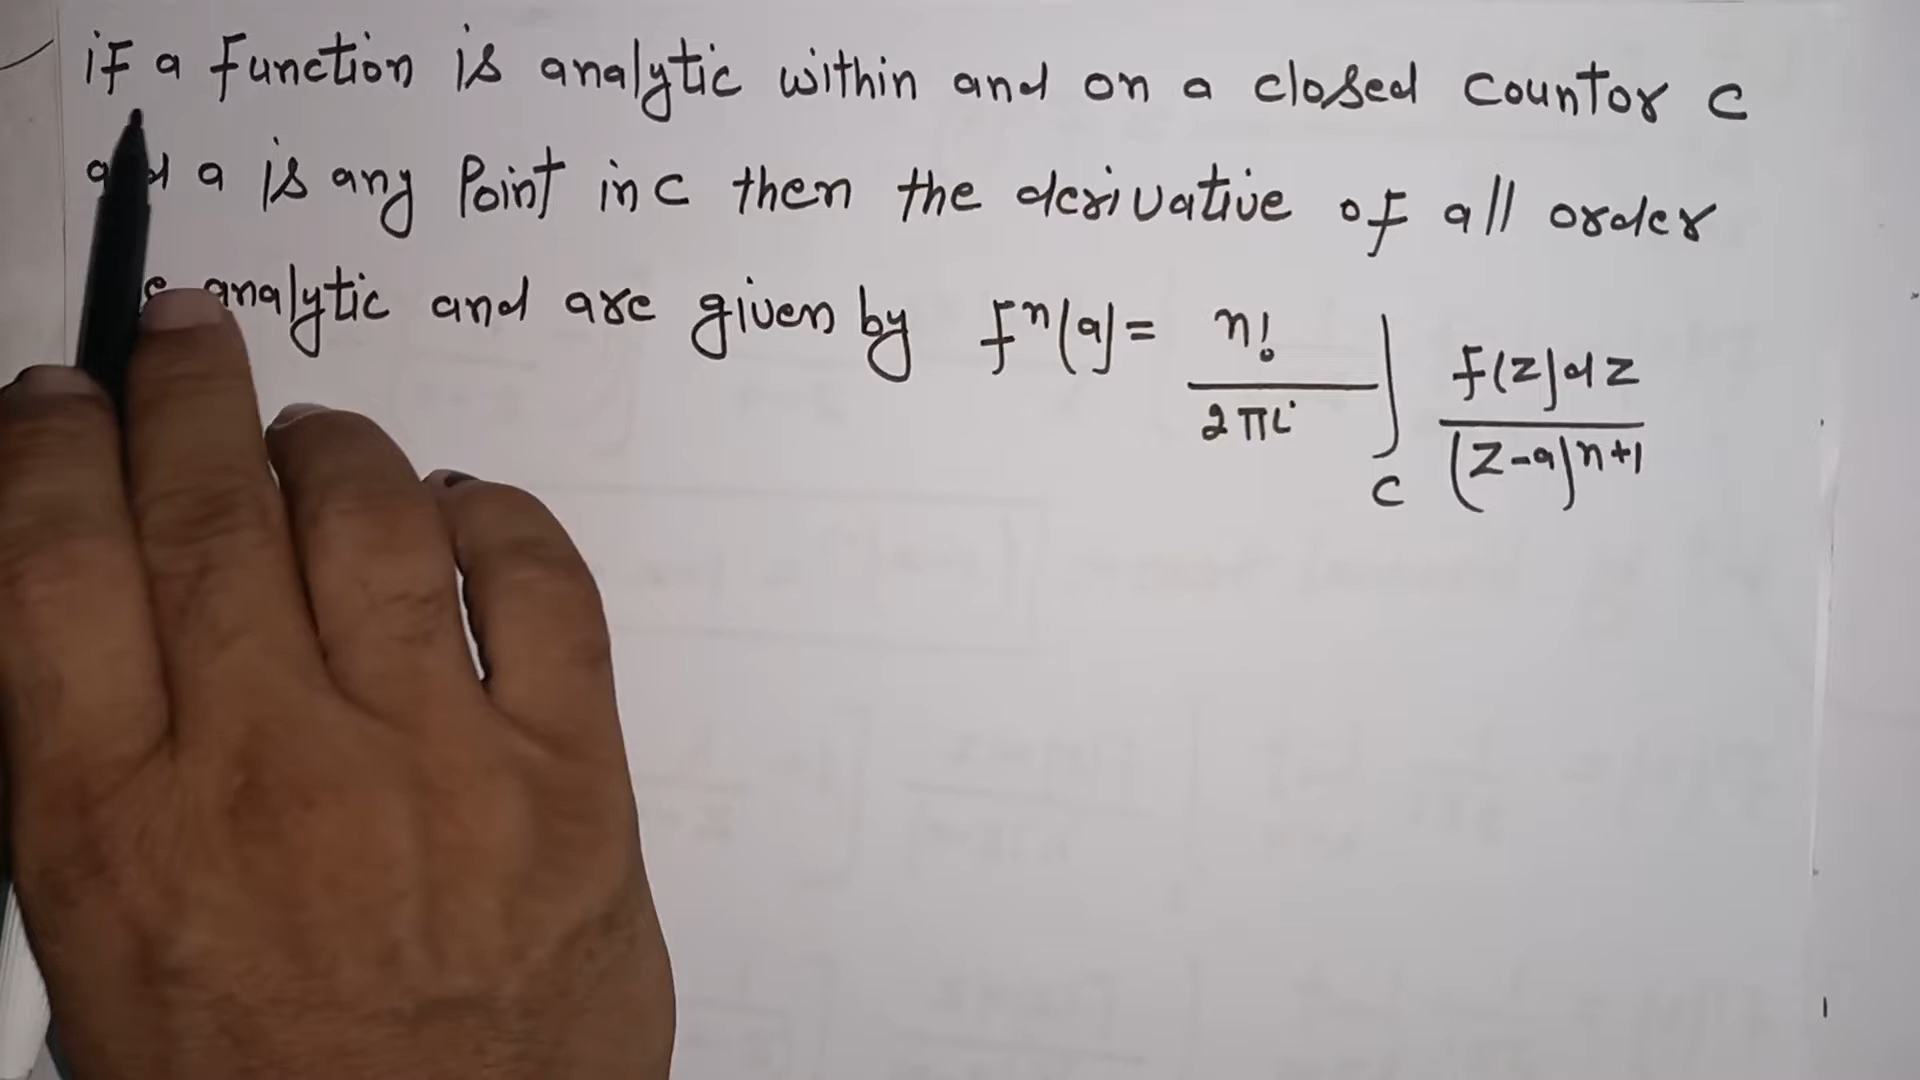 if a function is analytic within and on a closed countor c
a is any Point in c then the derivative of all order
analytic and are given by fⁿ(a) = n!/2πi ∫_C f(z)dz/(z-a)ⁿ⁺¹